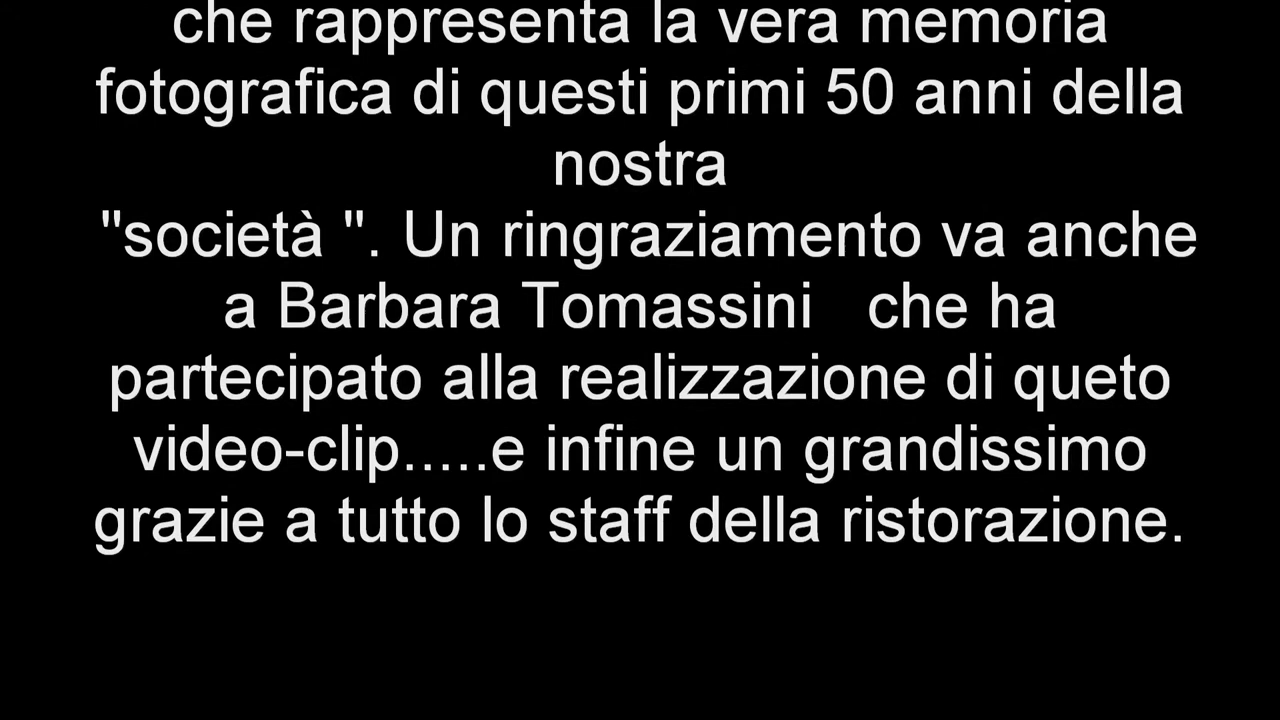 che rappresenta la vera memoria
fotografica di questi primi 50 anni della
nostra
"società ". Un ringraziamento va anche
a Barbara Tomassini   che ha
partecipato alla realizzazione di queto
video-clip.....e infine un grandissimo
grazie a tutto lo staff della ristorazione.